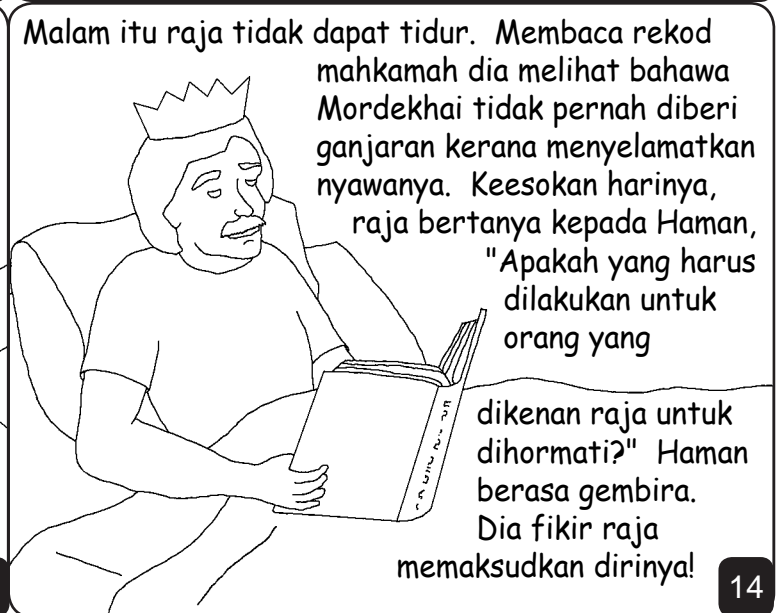 Malam itu raja tidak dapat tidur. Membaca rekod
mahkamah dia melihat bahawa
Mordekhai tidak pernah diberi
ganjaran kerana menyelamatkan
nyawanya. Keesokan harinya,
raja bertanya kepada Haman,
"Apakah yang harus
dilakukan untuk
orang yang
dikenan raja untuk
dihormati?" Haman
berasa gembira.
Dia fikir raja
memaksudkan dirinya!
14